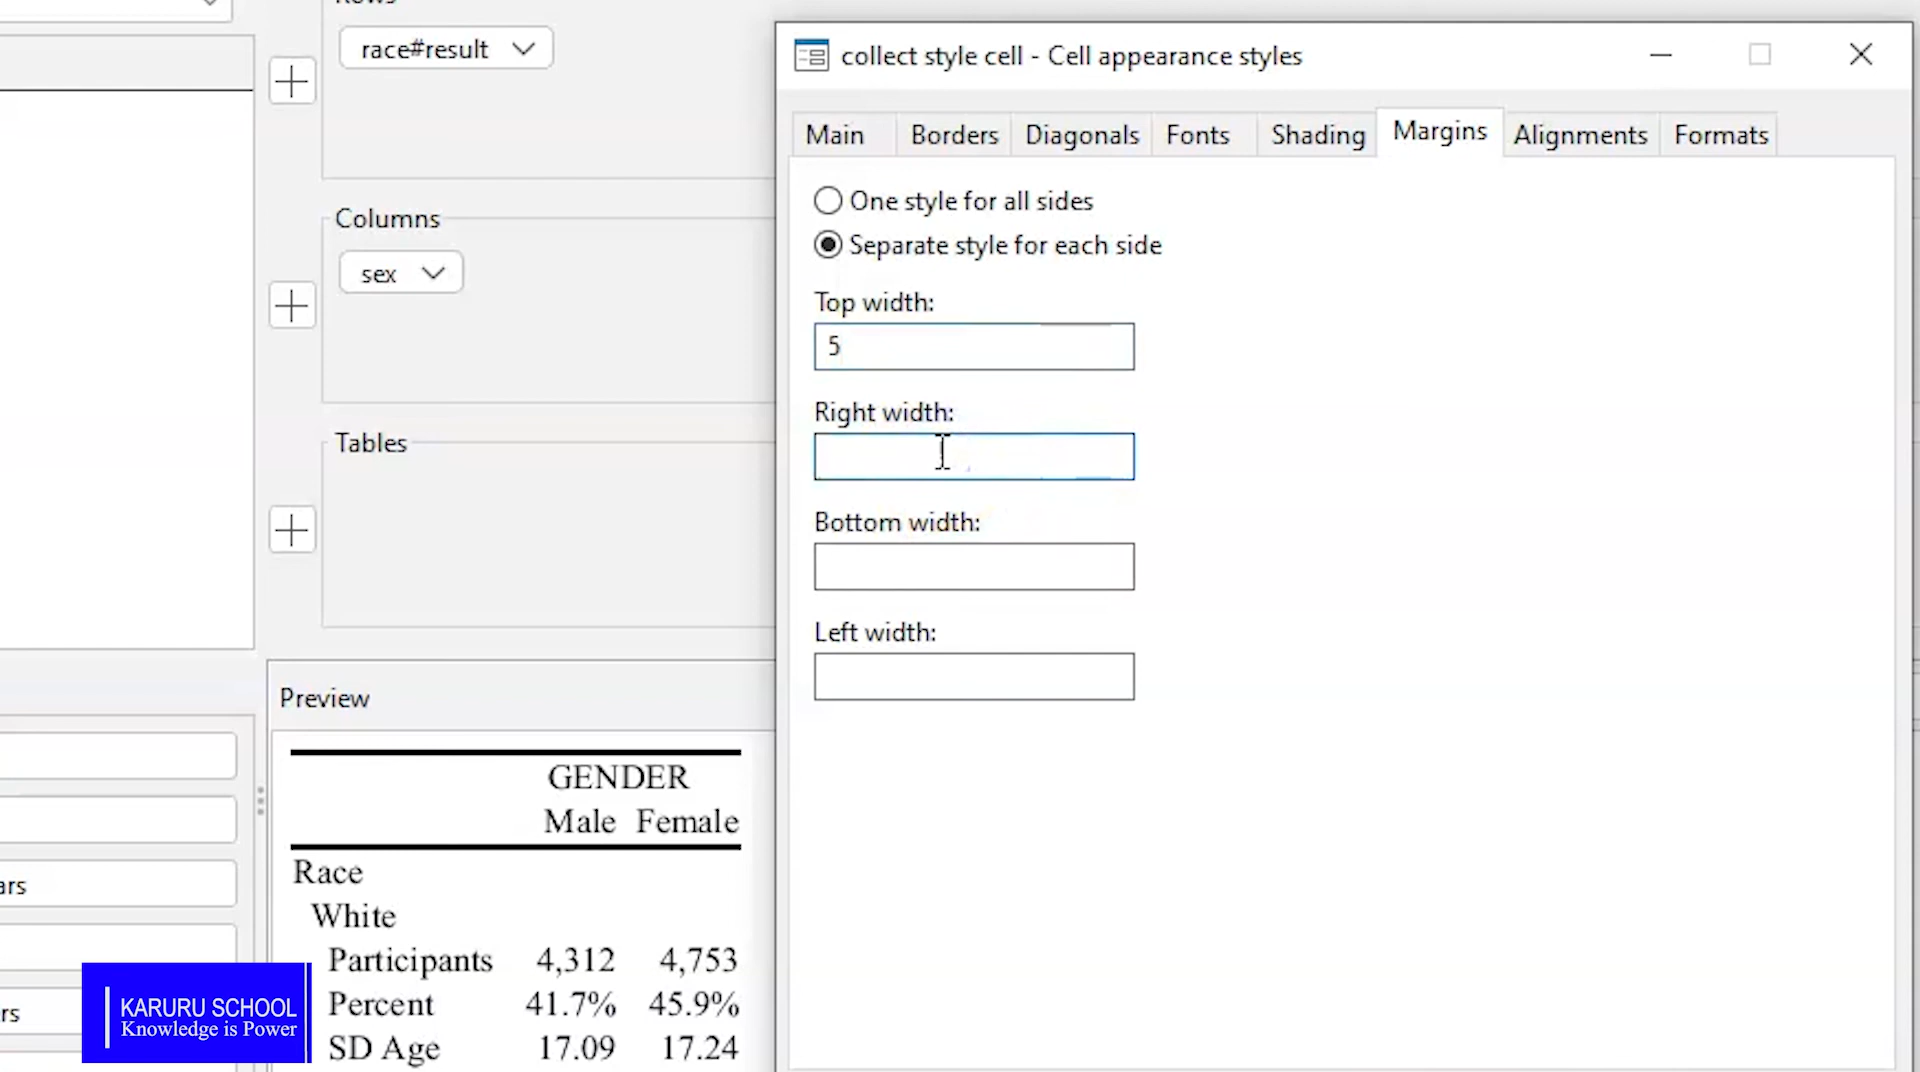 race#result
Columns
sex
Tables
Preview
GENDER
Male Female
Race
White
Participants 4,312 4,753
Percent 41.7% 45.9%
SD Age 17.09 17.24
collect style cell - Cell appearance styles
Main Borders Diagonals Fonts Shading Margins Alignments Formats
One style for all sides
Separate style for each side
Top width:
5
Right width:
Bottom width:
Left width:
KARURU SCHOOL
Knowledge is Power